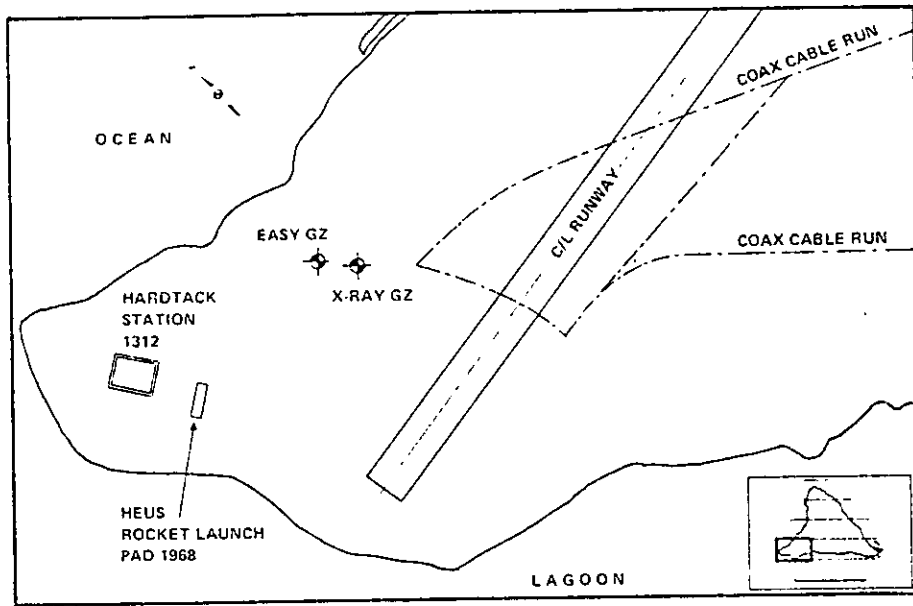 COAX CABLE RUN
OCEAN
C/L RUNWAY
EASY GZ
COAX CABLE RUN
X-RAY GZ
HARDTACK
STATION
1312
HEUS
ROCKET LAUNCH
PAD 1968
LAGOON